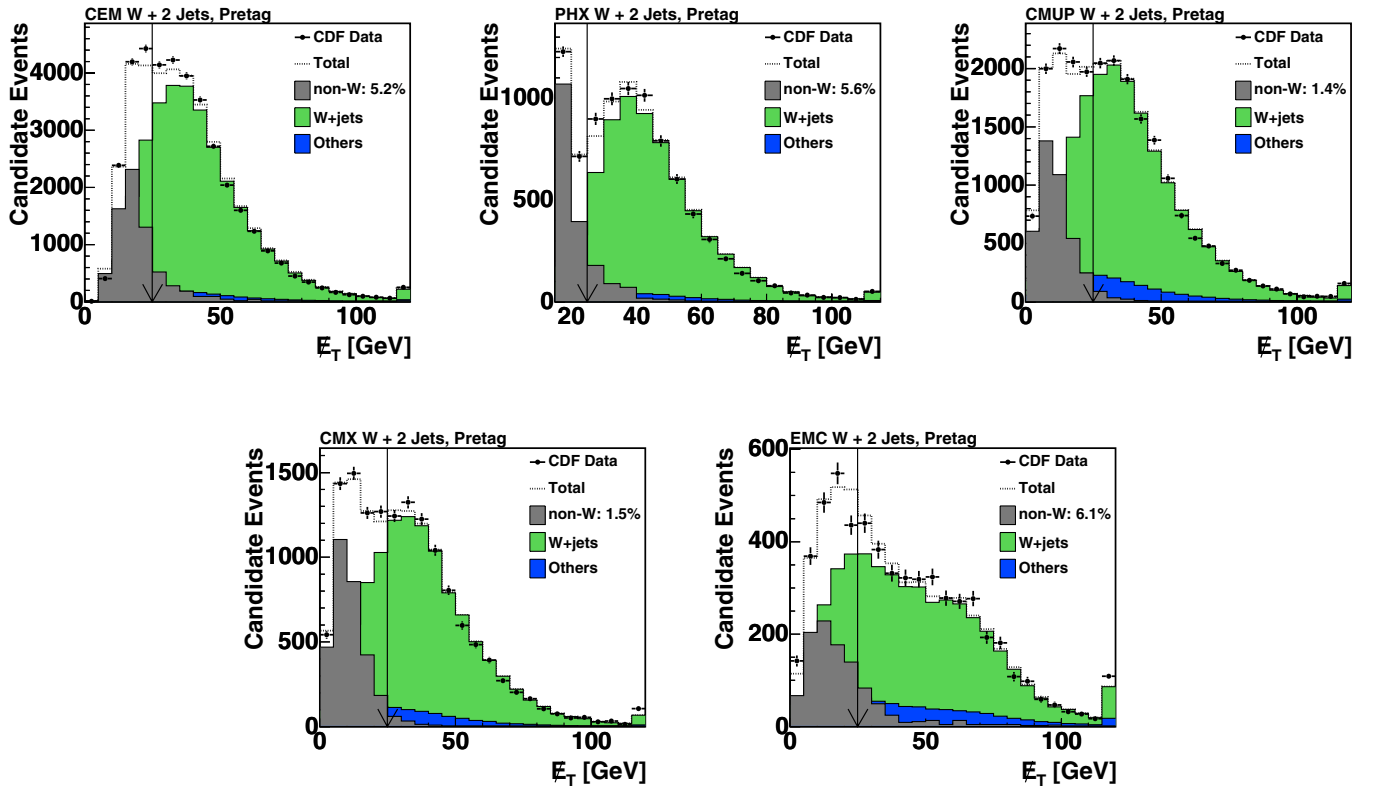 CEM W + 2 Jets, Pretag
Candidate Events
4000
3000
2000
1000
0
0
50
100
E̸_T [GeV]
CDF Data
Total
non-W: 5.2%
W+jets
Others
PHX W + 2 Jets, Pretag
Candidate Events
1000
500
0
20
40
60
80
100
E̸_T [GeV]
CDF Data
Total
non-W: 5.6%
W+jets
Others
CMUP W + 2 Jets, Pretag
Candidate Events
2000
1500
1000
500
0
0
50
100
E̸_T [GeV]
CDF Data
Total
non-W: 1.4%
W+jets
Others
CMX W + 2 Jets, Pretag
Candidate Events
1500
1000
500
0
0
50
100
E̸_T [GeV]
CDF Data
Total
non-W: 1.5%
W+jets
Others
EMC W + 2 Jets, Pretag
Candidate Events
600
400
200
0
0
50
100
E̸_T [GeV]
CDF Data
Total
non-W: 6.1%
W+jets
Others